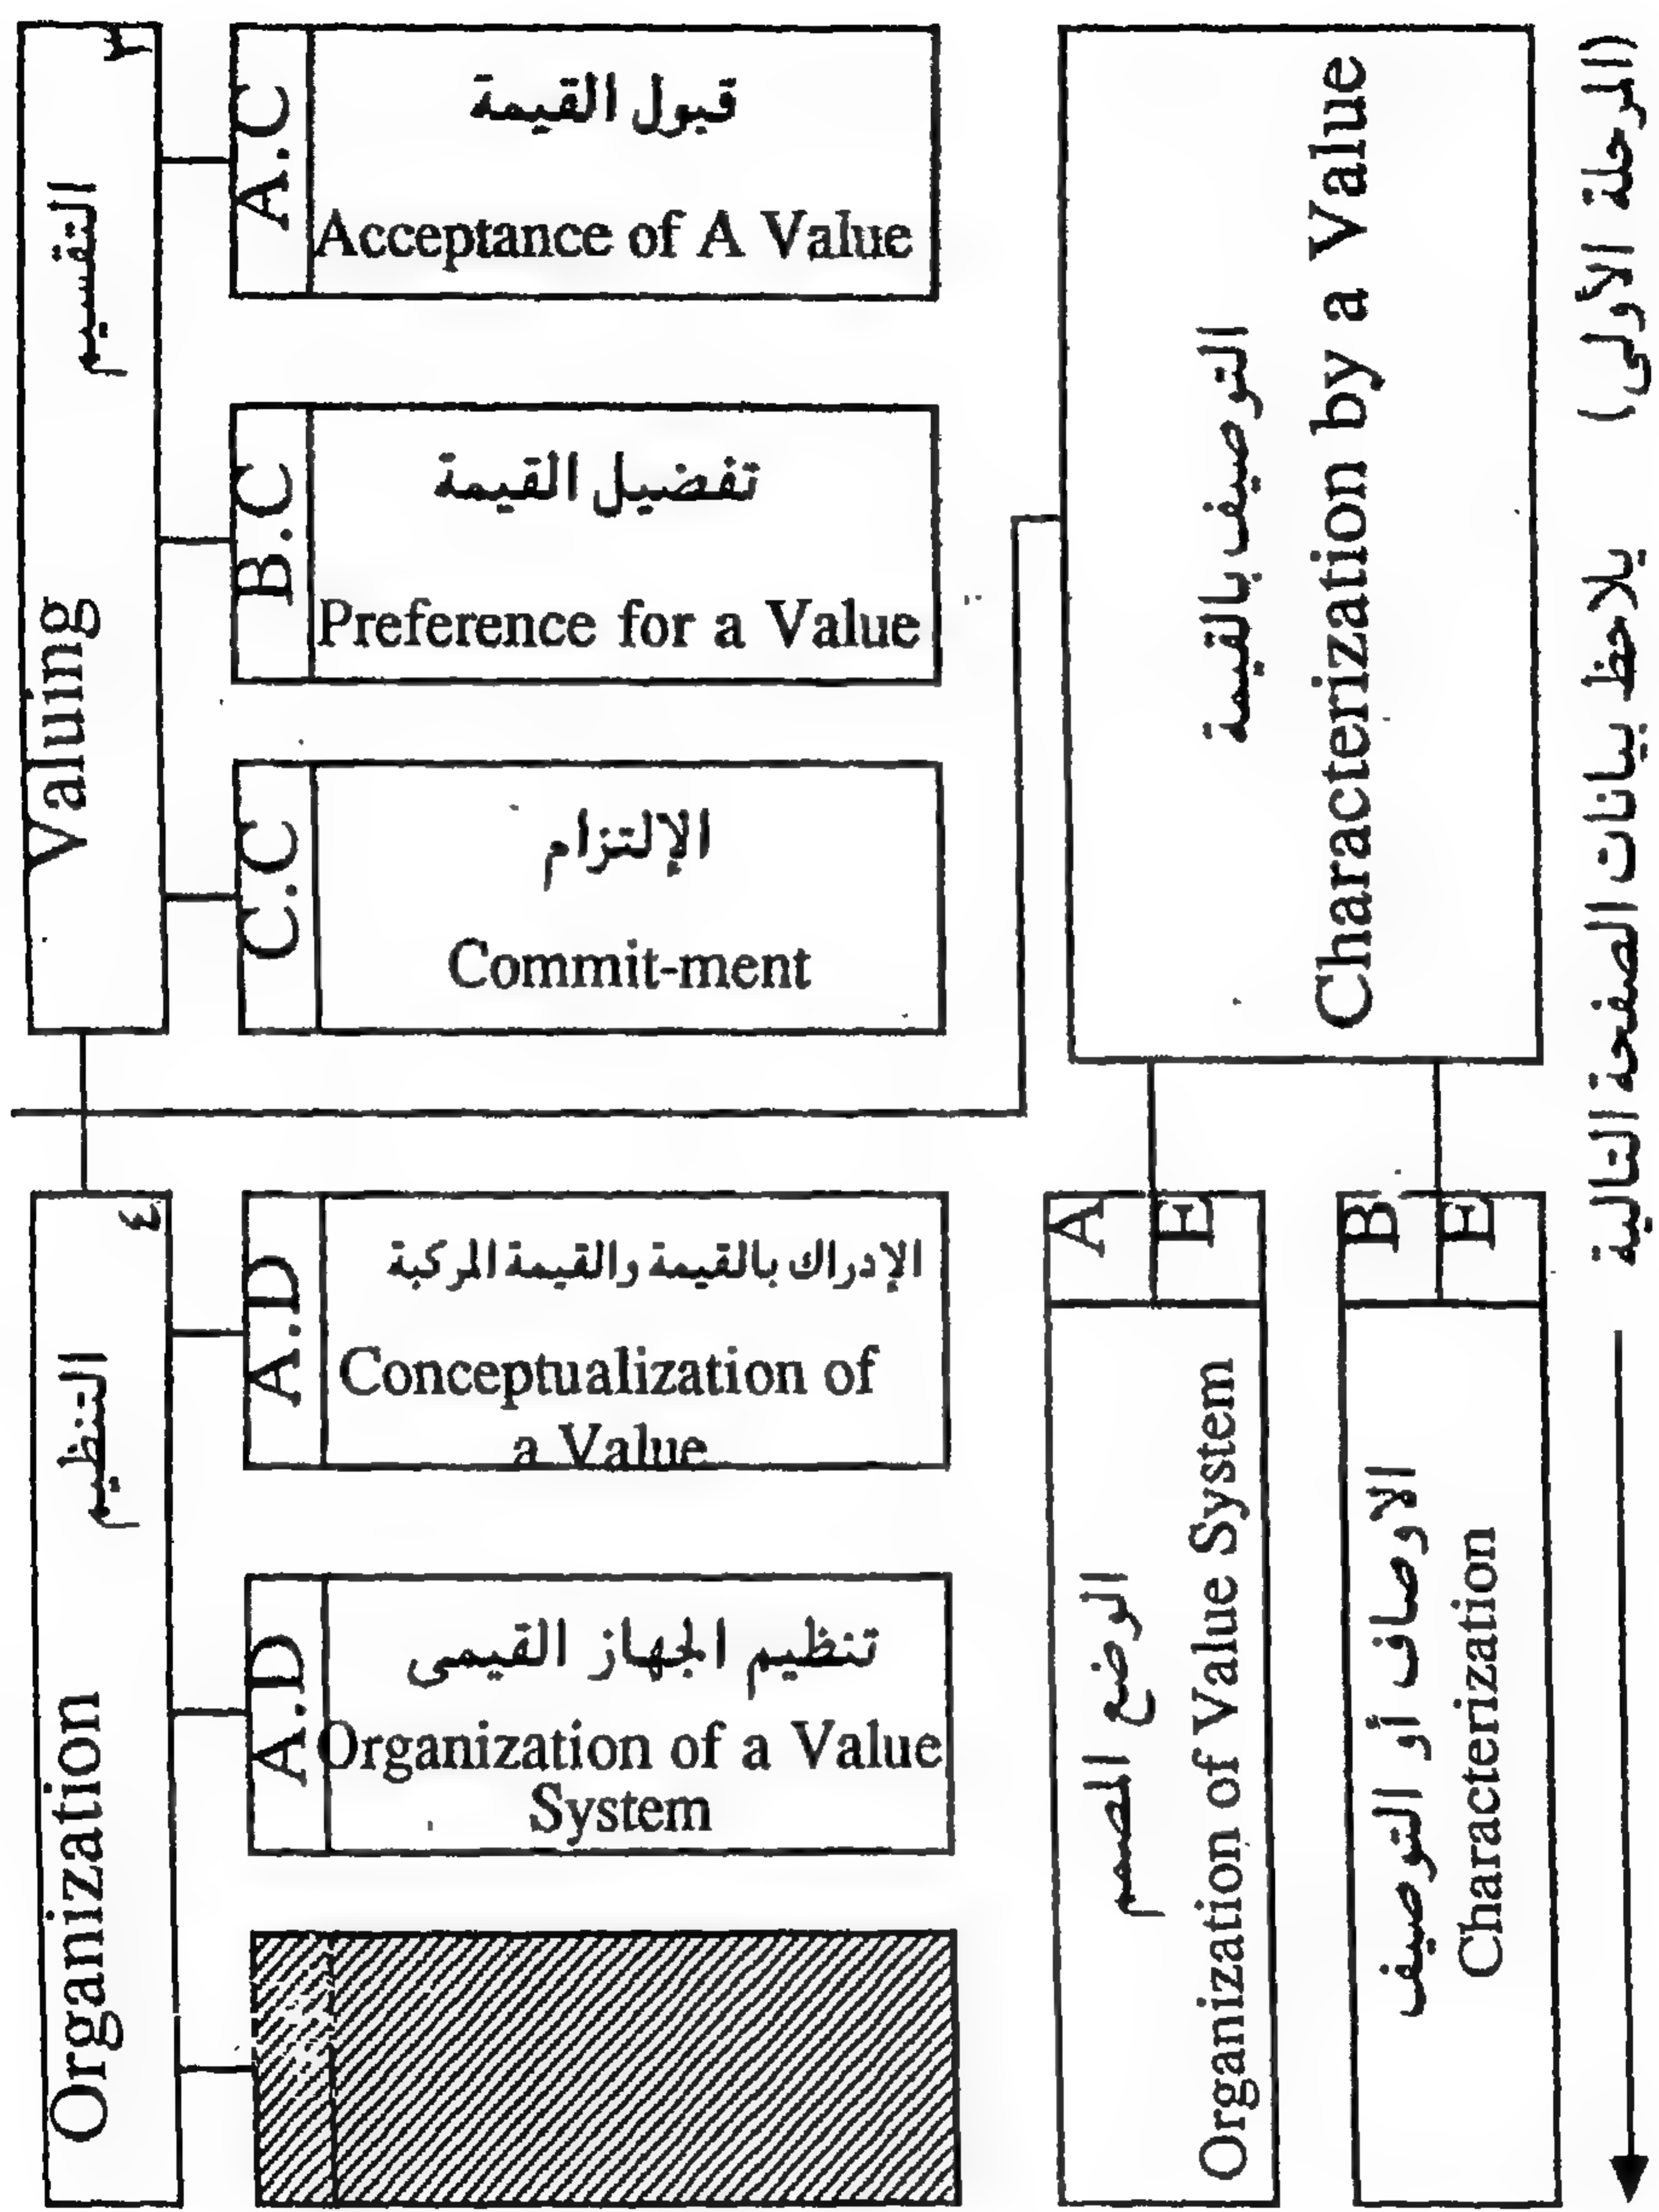 ٣
التقسيم
Valuing
A.C
قبول القيمة
Acceptance of A Value
B.C
تفضيل القيمة
Preference for a Value
C.C
الإلتزام
Commit-ment
٤
التنظيم
Organization
A.D
الإدراك بالقيمة والقيمة المركبة
Conceptualization of
a Value
A.D
تنظيم الجهاز القيمى
Organization of a Value
System
التوصيف بالقيمة
Characterization by a Value
A
E
الوضع المصمم
Organization of Value System
B
E
الاوصاف أو التوصيف
Characterization
(المرحلة الأولى) يلاحظ بيانات الصفحة التالية